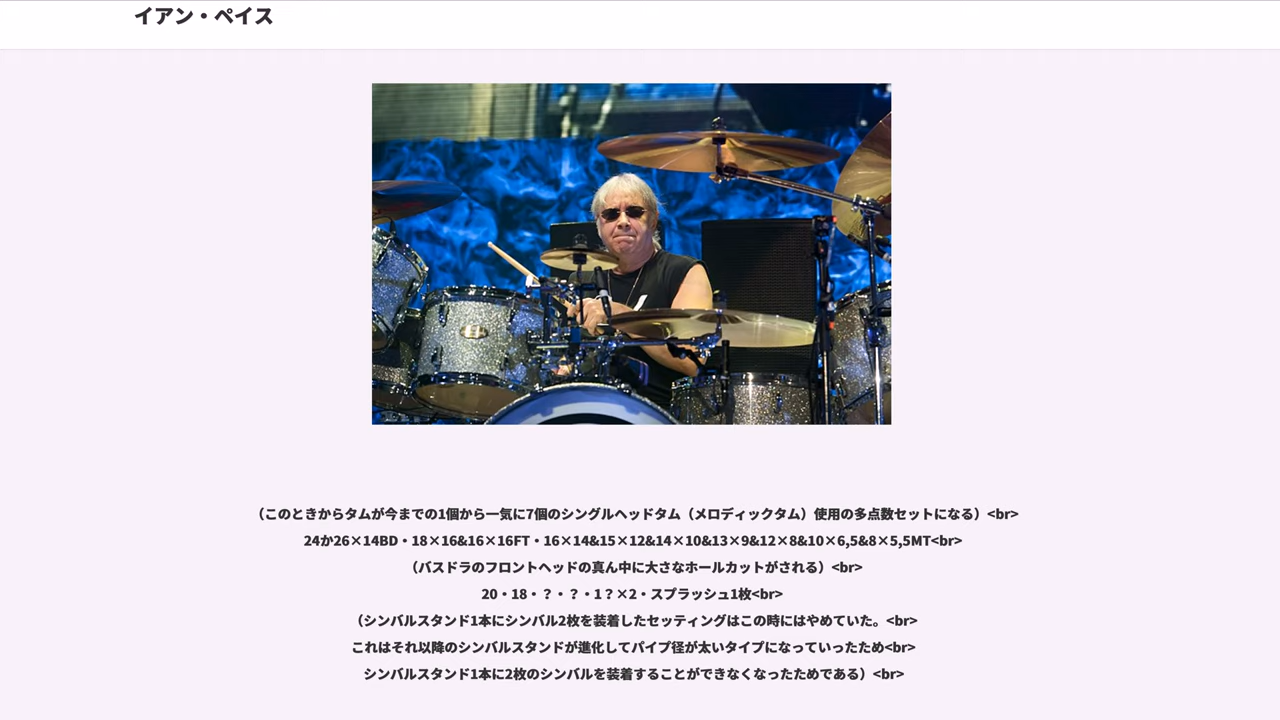 イアン・ペイス
（このときからタムが今までの1個から一気に7個のシングルヘッドタム（メロディックタム）使用の多点数セットになる）<br>
24か26×14BD・18×16&16×16FT・16×14&15×12&14×10&13×9&12×8&10×6,5&8×5,5MT<br>
（バスドラのフロントヘッドの真ん中に大きなホールカットがされる）<br>
20・18・？・？・1？×2・スプラッシュ1枚<br>
（シンバルスタンド1本にシンバル2枚を装着したセッティングはこの時にはやめていた。<br>
これはそれ以降のシンバルスタンドが進化してパイプ径が太いタイプになっていったため<br>
シンバルスタンド1本に2枚のシンバルを装着することができなくなったためである）<br>